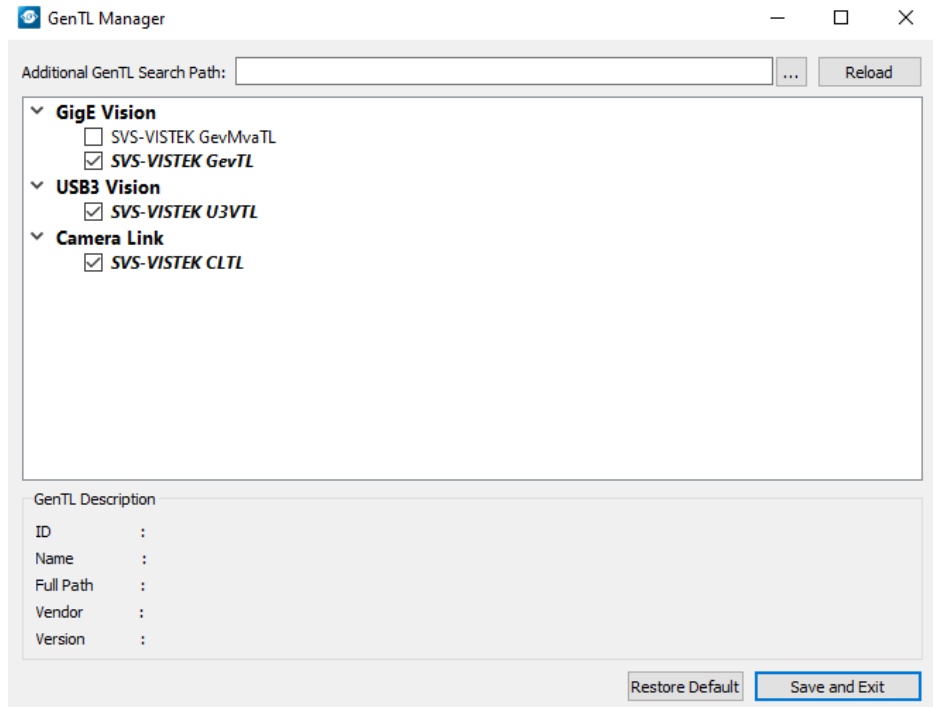 GenTL Manager
Additional GenTL Search Path: ... Reload
GigE Vision
SVS-VISTEK GevMvaTL
SVS-VISTEK GevTL
USB3 Vision
SVS-VISTEK U3VTL
Camera Link
SVS-VISTEK CLTL
GenTL Description
ID :
Name :
Full Path :
Vendor :
Version :
Restore Default Save and Exit